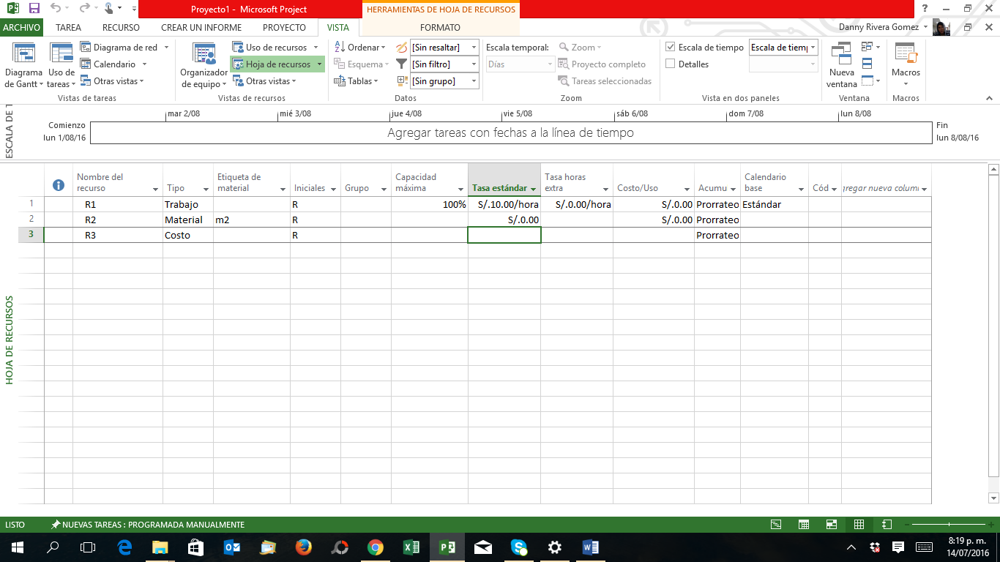 Proyecto1 - Microsoft Project
HERRAMIENTAS DE HOJA DE RECURSOS
ARCHIVO TAREA RECURSO CREAR UN INFORME PROYECTO VISTA FORMATO Danny Rivera Gomez
Diagrama de Gantt
Uso de tareas
Diagrama de red
Calendario
Otras vistas
Vistas de tareas
Organizador de equipo
Uso de recursos
Hoja de recursos
Otras vistas
Vistas de recursos
Ordenar
Esquema
Tablas
[Sin resaltar]
[Sin filtro]
[Sin grupo]
Datos
Escala temporal:
Días
Zoom
Proyecto completo
Tareas seleccionadas
Zoom
Escala de tiempo Escala de tiemp
Detalles
Vista en dos paneles
Nueva ventana
Ventana
Macros
Macros
ESCALA DE T
mar 2/08 mié 3/08 jue 4/08 vie 5/08 sáb 6/08 dom 7/08 lun 8/08
Comienzo
lun 1/08/16
Agregar tareas con fechas a la línea de tiempo
Fin
lun 8/08/16
HOJA DE RECURSOS
Nombre del recurso Tipo Etiqueta de material Iniciales Grupo Capacidad máxima Tasa estándar Tasa horas extra Costo/Uso Acumu Calendario base Cód gregar nueva column
1 R1 Trabajo R 100% S/.10.00/hora S/.0.00/hora S/.0.00 Prorrateo Estándar
2 R2 Material m2 R S/.0.00 S/.0.00 Prorrateo
3 R3 Costo R Prorrateo
LISTO NUEVAS TAREAS : PROGRAMADA MANUALMENTE
8:19 p. m.
14/07/2016